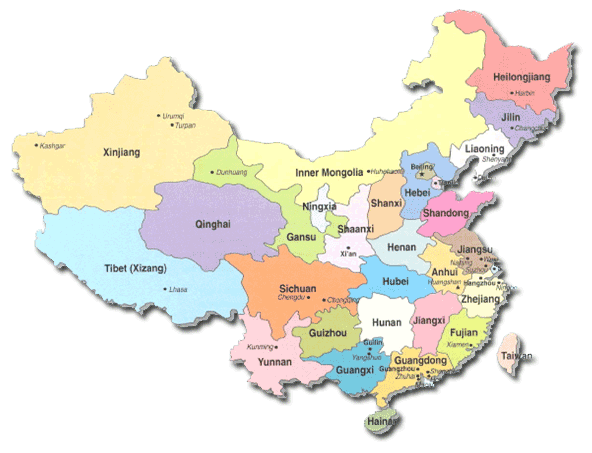 Heilongjiang
Harbin
Jilin
Changchun
Liaoning
Shenyang
Urumqi
Turpan
Kashgar
Xinjiang
Dunhuang
Inner Mongolia
Huhehaote
Beijing
Tianjin
Hebei
Ningxia
Shanxi
Shandong
Qinghai
Gansu
Shaanxi
Xi'an
Henan
Jiangsu
Nanjing
Wuxi
Suzhou
Tibet (Xizang)
Lhasa
Sichuan
Chengdu
Chongqing
Hubei
Anhui
Huangshan
Hangzhou
Zhejiang
Guizhou
Hunan
Jiangxi
Fujian
Xiamen
Kunming
Yunnan
Guilin
Yangshuo
Guangxi
Guangdong
Guangzhou
Zhuhai
Taiwan
Hainan